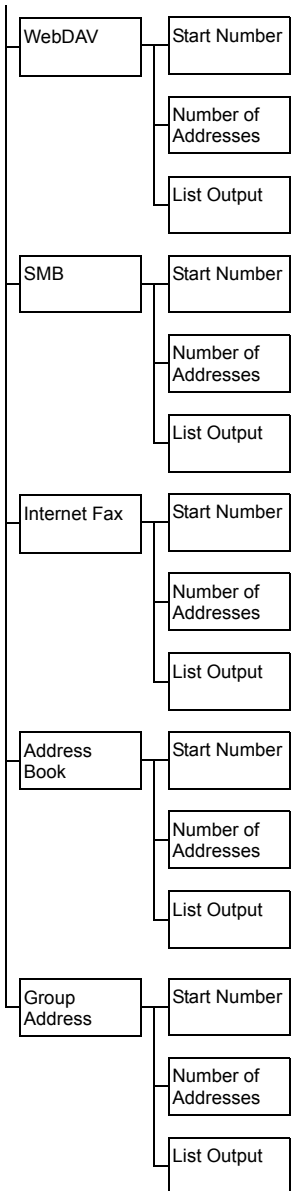 WebDAV
Start Number
Number of
Addresses
List Output
SMB
Start Number
Number of
Addresses
List Output
Internet Fax
Start Number
Number of
Addresses
List Output
Address
Book
Start Number
Number of
Addresses
List Output
Group
Address
Start Number
Number of
Addresses
List Output